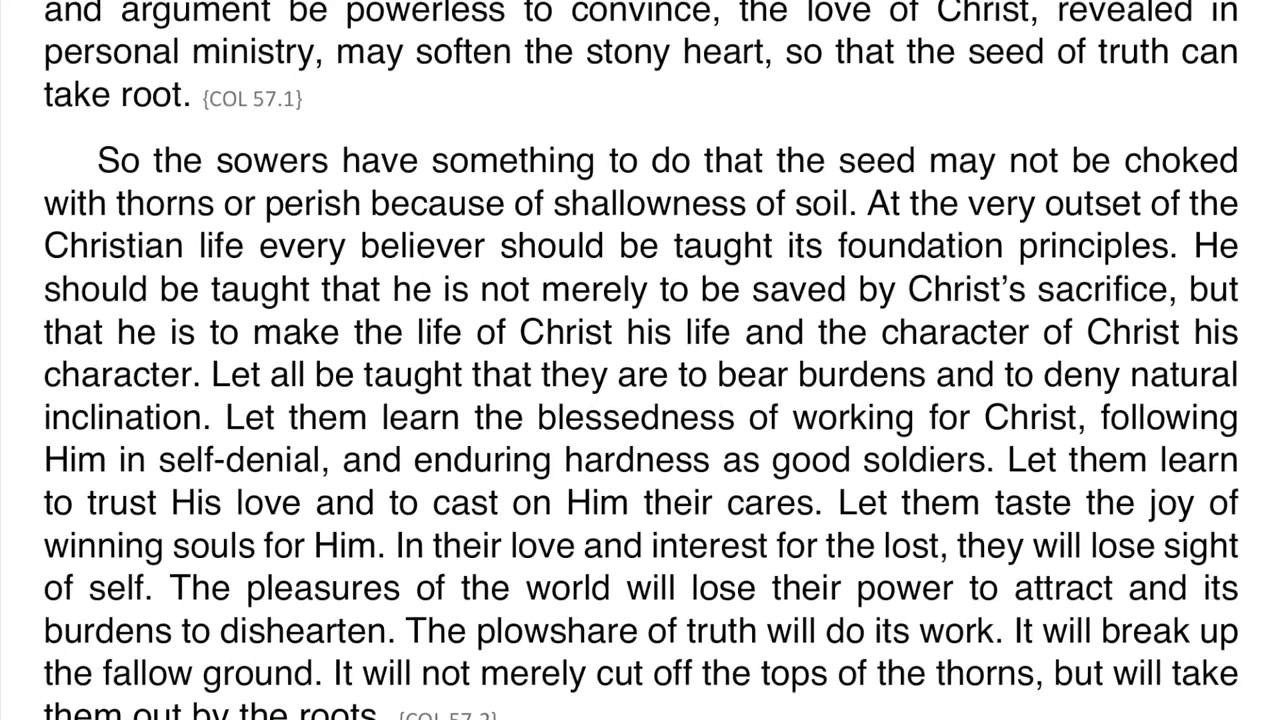 and argument be powerless to convince, the love of Christ, revealed in
personal ministry, may soften the stony heart, so that the seed of truth can
take root. {COL 57.1}
So the sowers have something to do that the seed may not be choked
with thorns or perish because of shallowness of soil. At the very outset of the
Christian life every believer should be taught its foundation principles. He
should be taught that he is not merely to be saved by Christ’s sacrifice, but
that he is to make the life of Christ his life and the character of Christ his
character. Let all be taught that they are to bear burdens and to deny natural
inclination. Let them learn the blessedness of working for Christ, following
Him in self-denial, and enduring hardness as good soldiers. Let them learn
to trust His love and to cast on Him their cares. Let them taste the joy of
winning souls for Him. In their love and interest for the lost, they will lose sight
of self. The pleasures of the world will lose their power to attract and its
burdens to dishearten. The plowshare of truth will do its work. It will break up
the fallow ground. It will not merely cut off the tops of the thorns, but will take
them out by the roots. {COL 57.2}